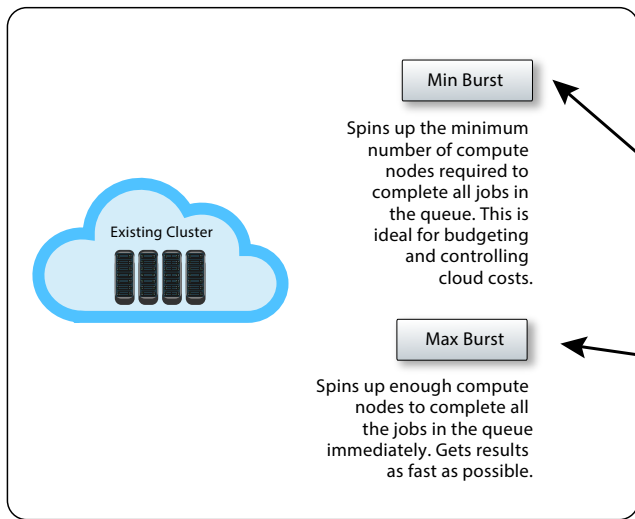 Min Burst
Spins up the minimum
number of compute
nodes required to
complete all jobs in
the queue. This is
ideal for budgeting
and controlling
cloud costs.
Existing Cluster
Max Burst
Spins up enough compute
nodes to complete all
the jobs in the queue
immediately. Gets results
as fast as possible.